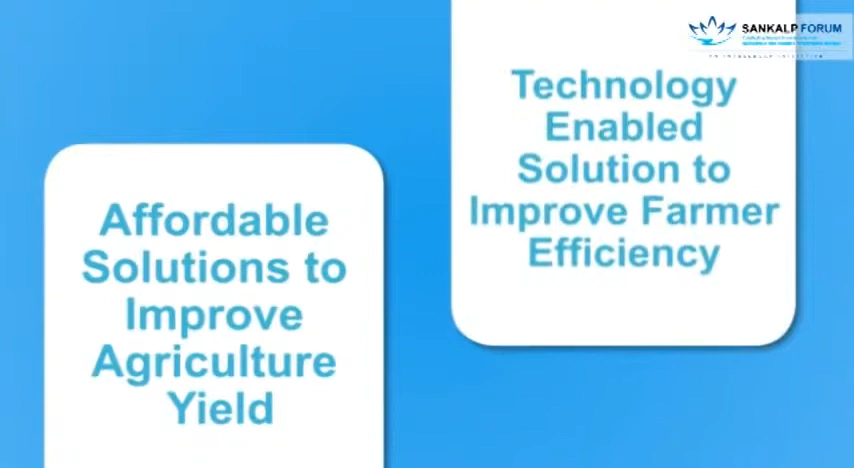 SANKALP FORUM
Technology
Enabled
Solution to
Improve Farmer
Efficiency
Affordable
Solutions to
Improve
Agriculture
Yield